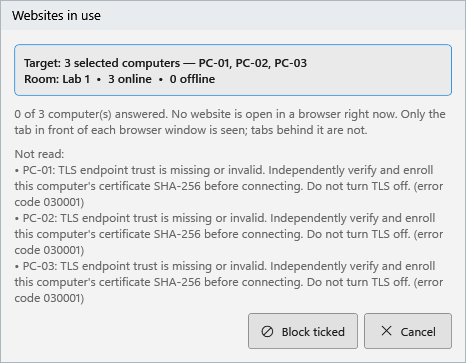 Websites in use
Target: 3 selected computers — PC-01, PC-02, PC-03
Room: Lab 1 • 3 online • 0 offline
0 of 3 computer(s) answered. No website is open in a browser right now. Only the
tab in front of each browser window is seen; tabs behind it are not.
Not read:
• PC-01: TLS endpoint trust is missing or invalid. Independently verify and enroll
this computer's certificate SHA-256 before connecting. Do not turn TLS off. (error
code 030001)
• PC-02: TLS endpoint trust is missing or invalid. Independently verify and enroll
this computer's certificate SHA-256 before connecting. Do not turn TLS off. (error
code 030001)
• PC-03: TLS endpoint trust is missing or invalid. Independently verify and enroll
this computer's certificate SHA-256 before connecting. Do not turn TLS off. (error
code 030001)
Block ticked
Cancel